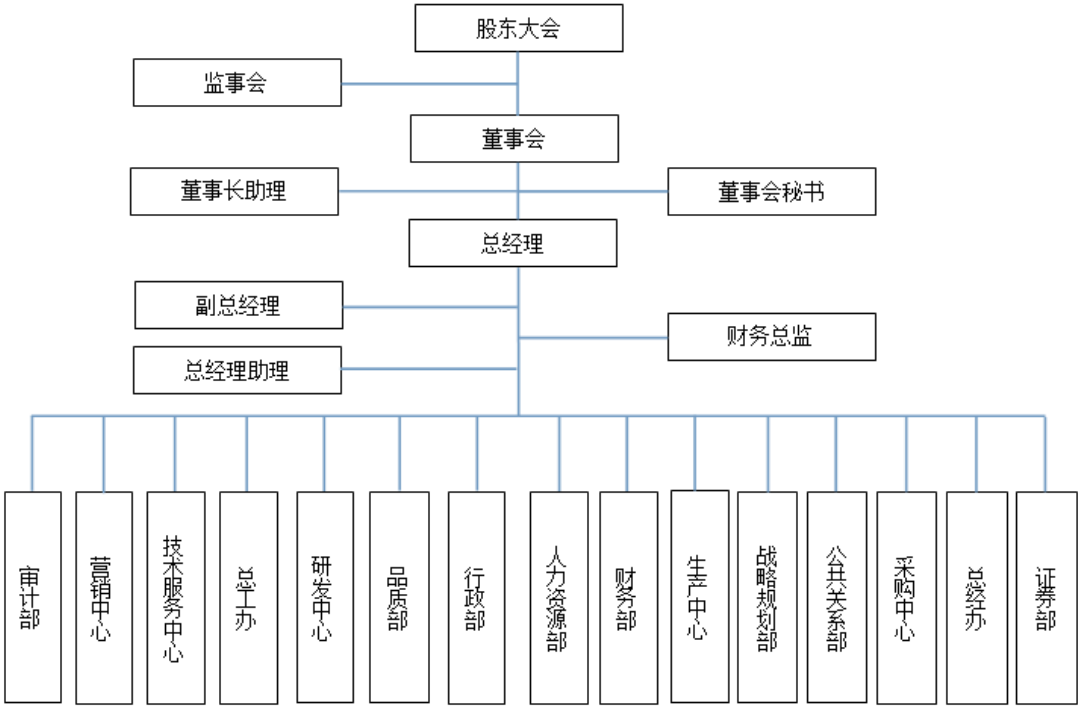 股东大会
监事会
董事会
董事长助理
董事会秘书
总经理
副总经理
财务总监
总经理助理
审计部
营销中心
技术服务中心
总工办
研发中心
品质部
行政部
人力资源部
财务部
生产中心
战略规划部
公共关系部
采购中心
总经办
证券部